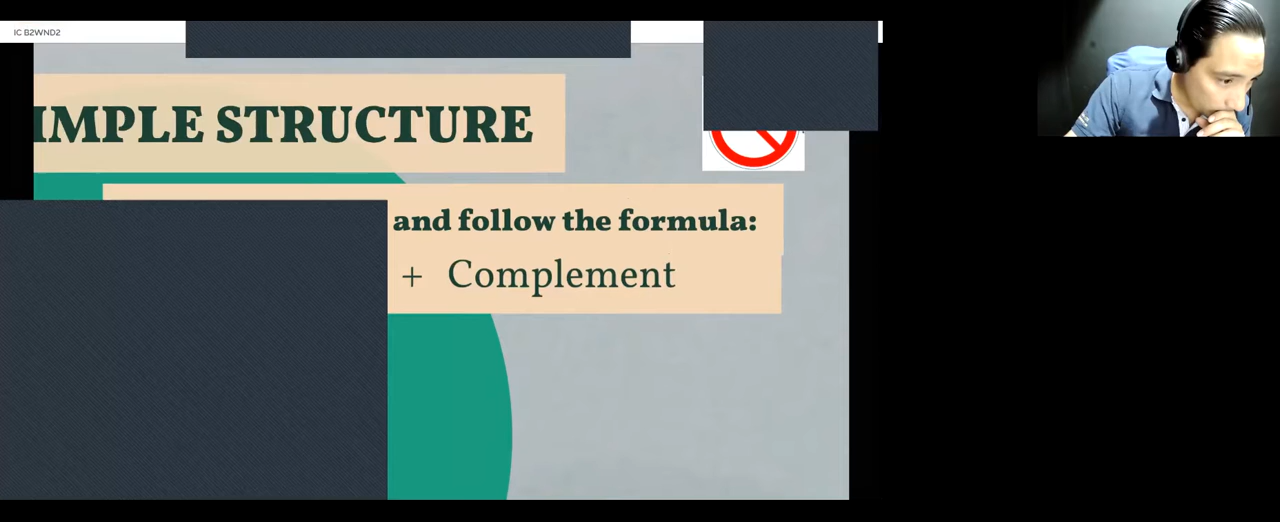 IC B2WND2
IMPLE STRUCTURE
and follow the formula:
+ Complement